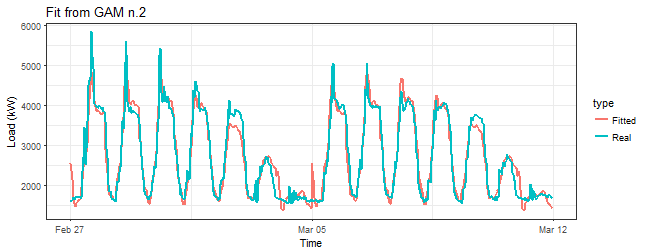 Fit from GAM n.2
6000
5000
4000
3000
2000
Load (kW)
Feb 27
Mar 05
Mar 12
Time
type
Fitted
Real